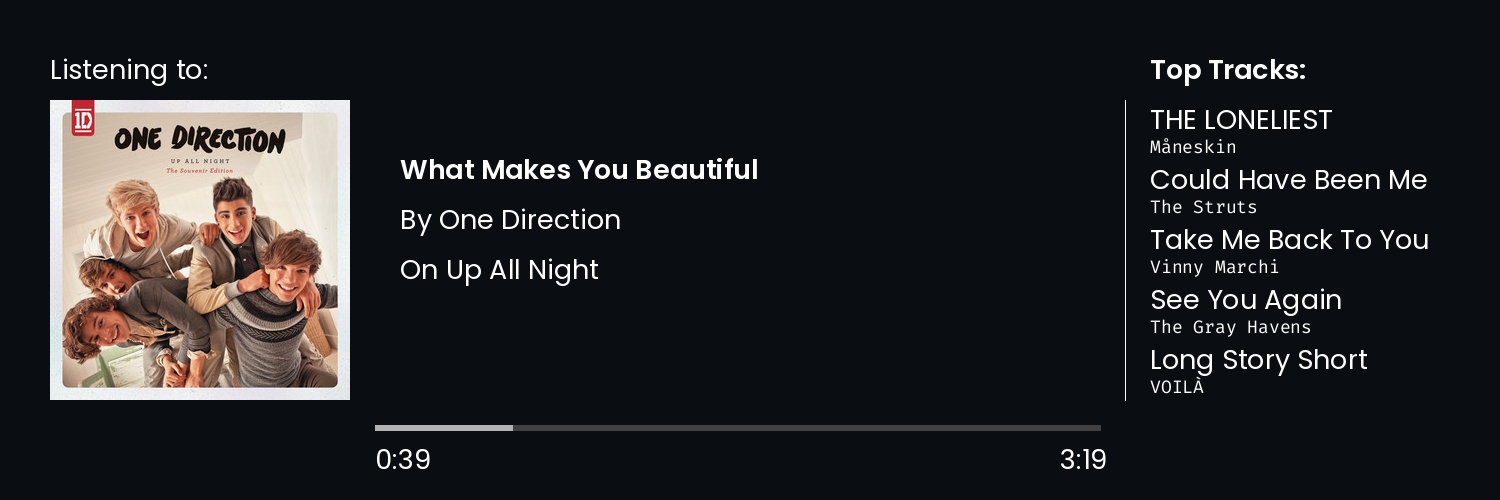 Listening to:
1D
ONE DIRECTION
UP ALL NIGHT
The Souvenir Edition
What Makes You Beautiful
By One Direction
On Up All Night
0:39
3:19
Top Tracks:
THE LONELIEST
Måneskin
Could Have Been Me
The Struts
Take Me Back To You
Vinny Marchi
See You Again
The Gray Havens
Long Story Short
VOILÀ